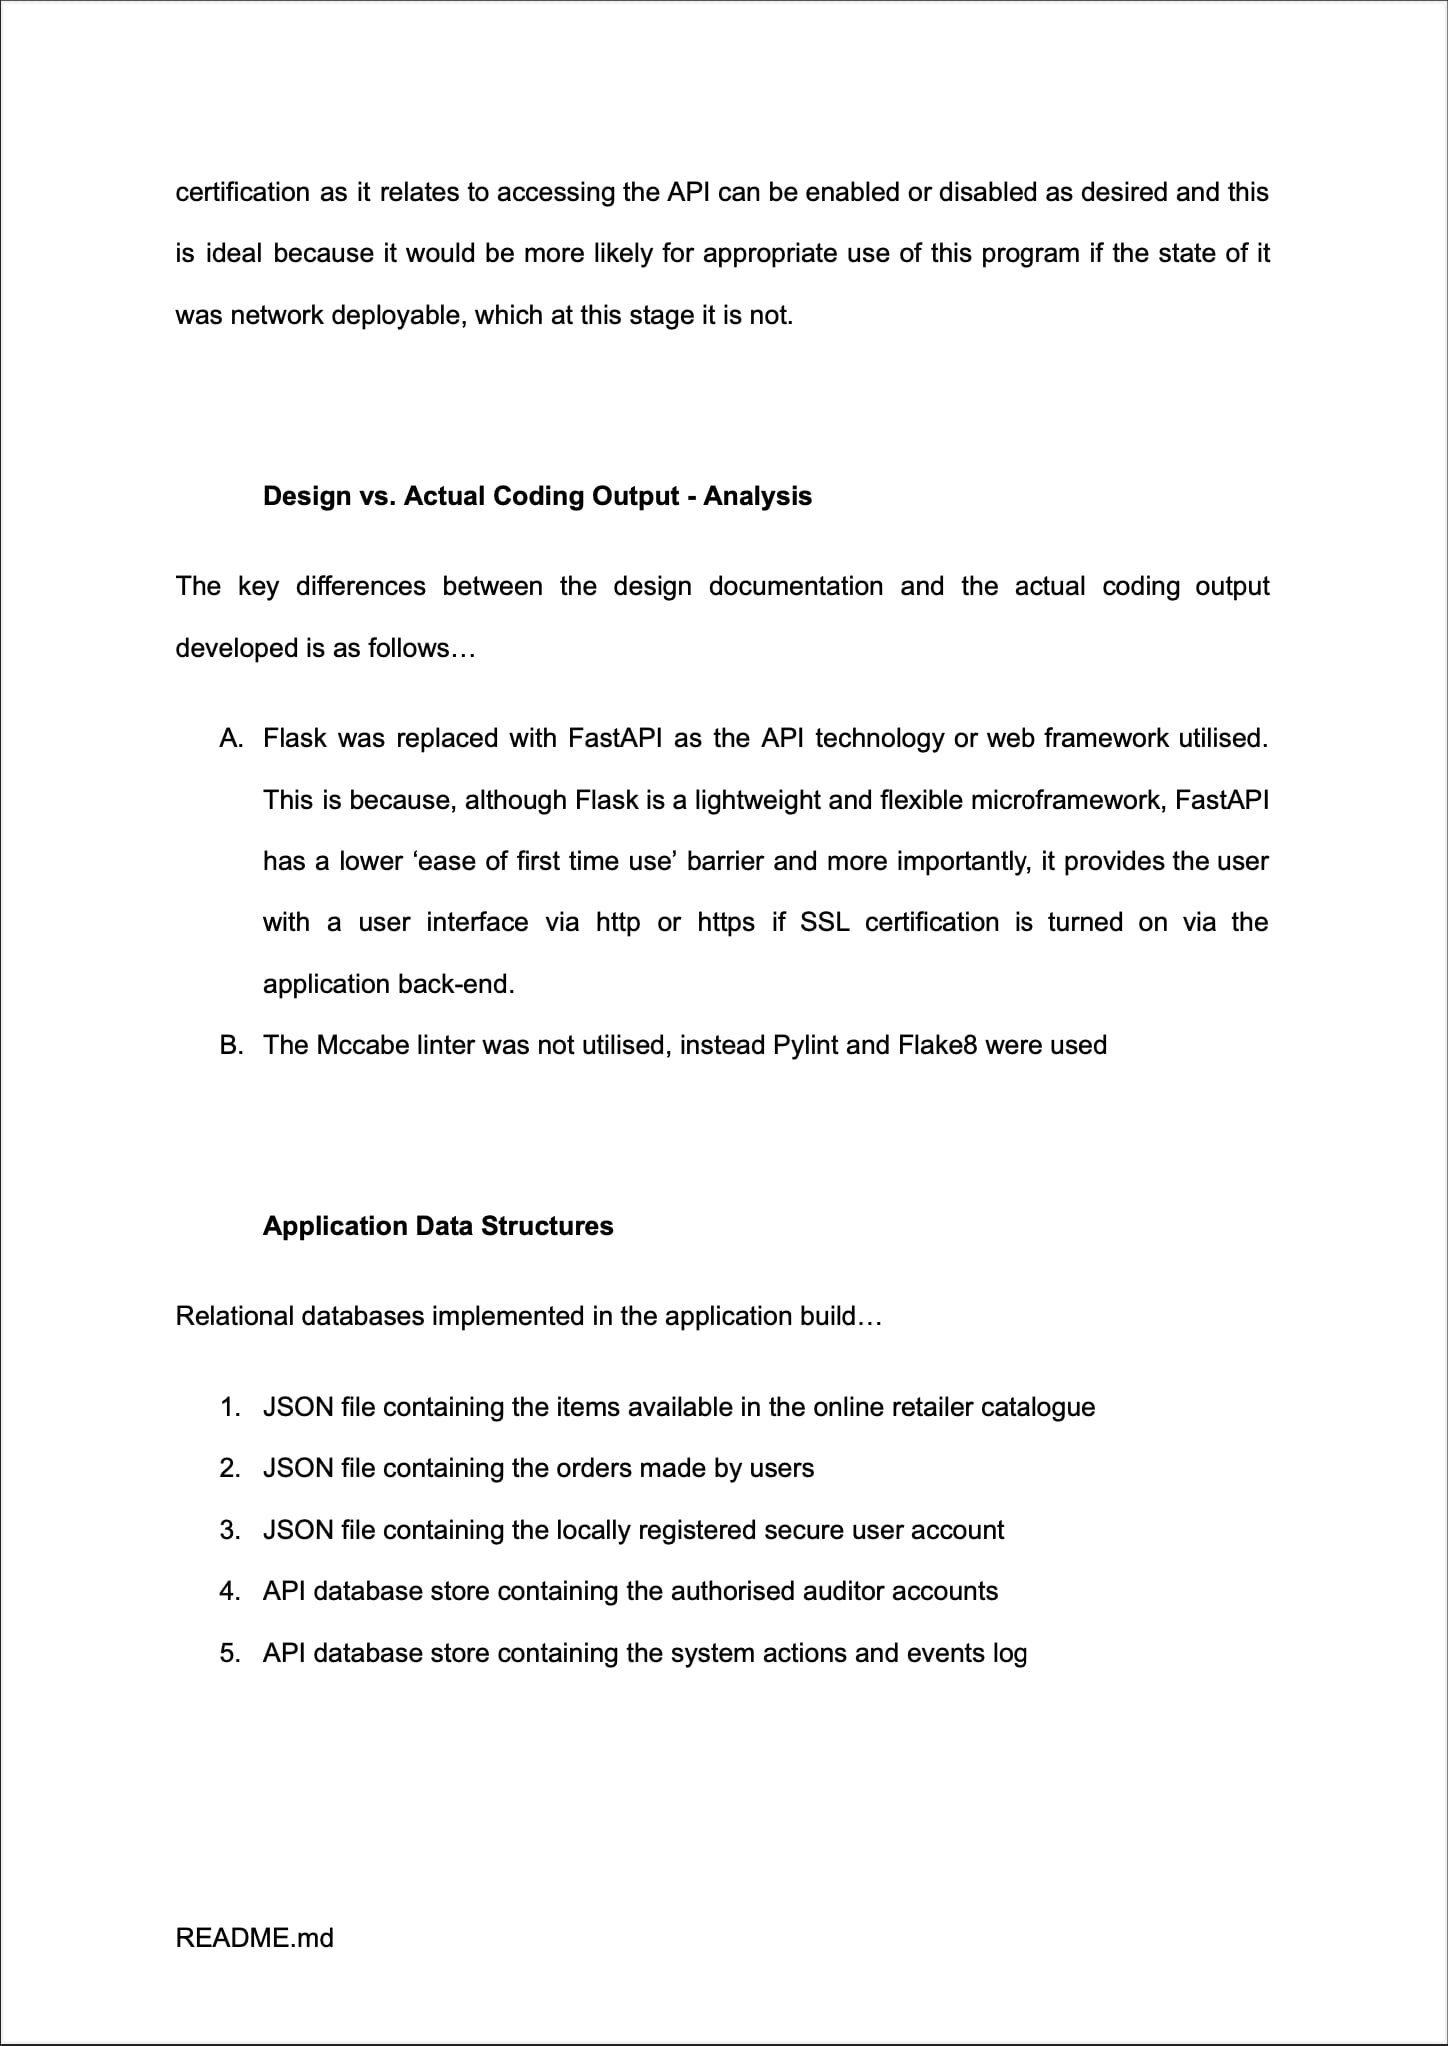 certification as it relates to accessing the API can be enabled or disabled as desired and this
is ideal because it would be more likely for appropriate use of this program if the state of it
was network deployable, which at this stage it is not.
Design vs. Actual Coding Output - Analysis
The key differences between the design documentation and the actual coding output
developed is as follows…
A. Flask was replaced with FastAPI as the API technology or web framework utilised.
This is because, although Flask is a lightweight and flexible microframework, FastAPI
has a lower ‘ease of first time use’ barrier and more importantly, it provides the user
with a user interface via http or https if SSL certification is turned on via the
application back-end.
B. The Mccabe linter was not utilised, instead Pylint and Flake8 were used
Application Data Structures
Relational databases implemented in the application build…
1. JSON file containing the items available in the online retailer catalogue
2. JSON file containing the orders made by users
3. JSON file containing the locally registered secure user account
4. API database store containing the authorised auditor accounts
5. API database store containing the system actions and events log
README.md